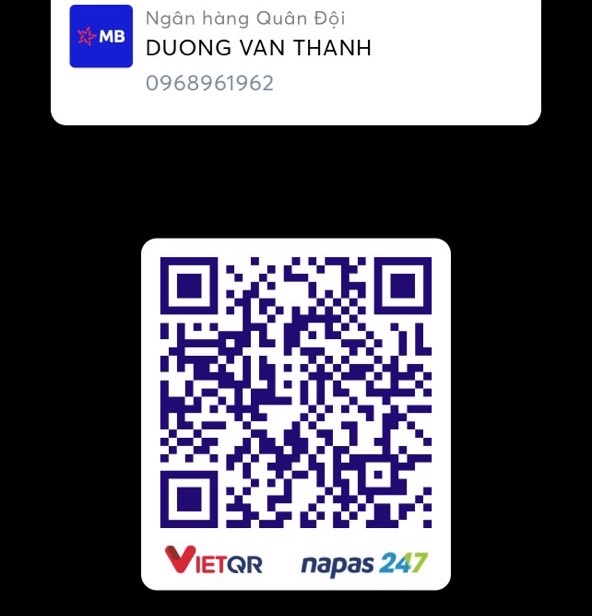 Ngân hàng Quân Đội
MB
DUONG VAN THANH
0968961962
VIETQR
napas 247